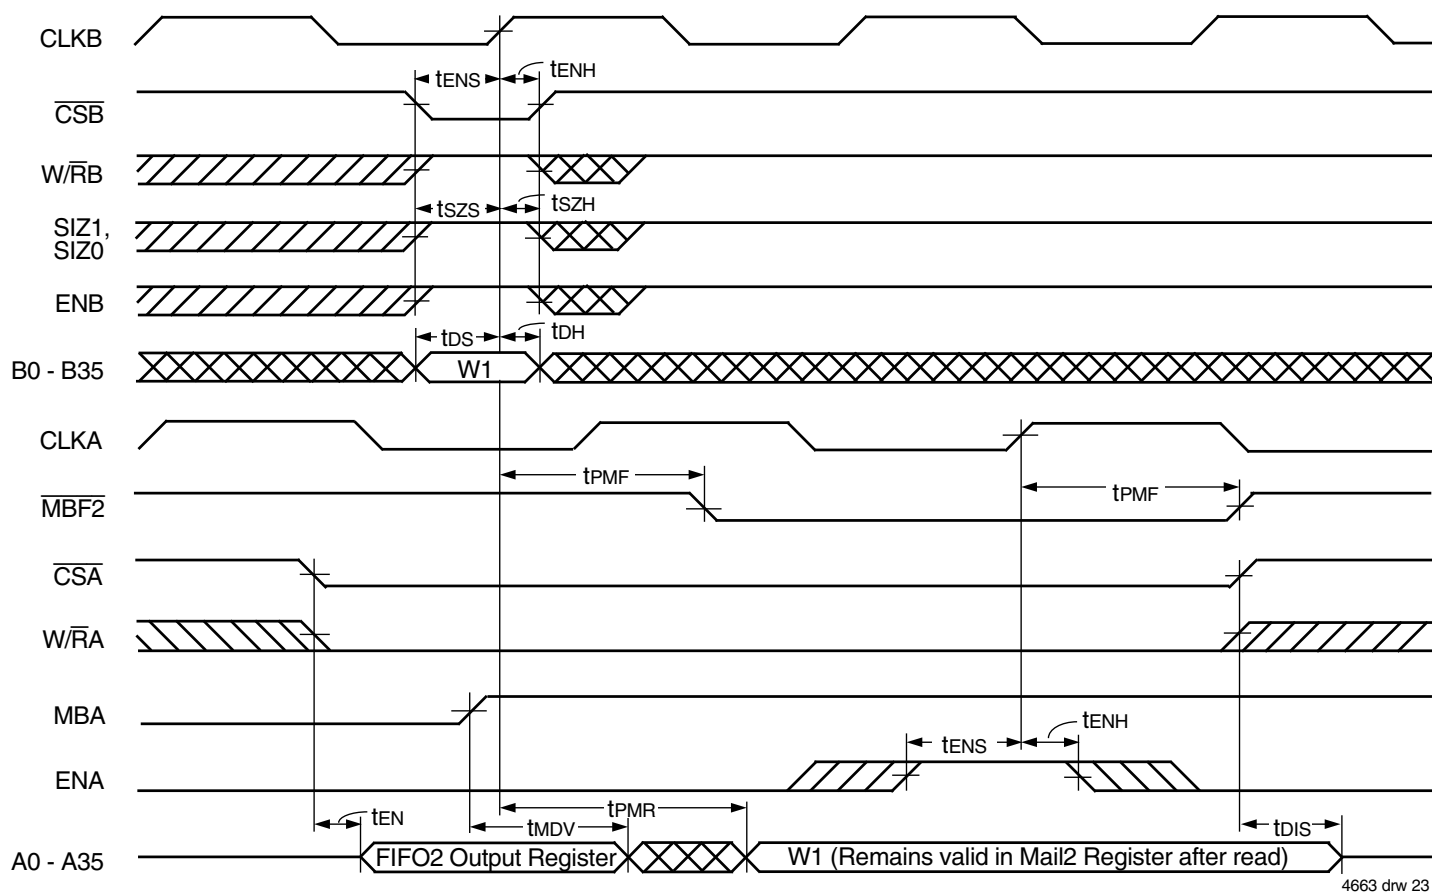 CLKB
tENS
tENH
CSB
W/RB
tSZS
tSZH
SIZ1,
SIZ0
ENB
tDS
tDH
B0 - B35
W1
CLKA
tPMF
tPMF
MBF2
CSA
W/RA
MBA
tENH
tENS
ENA
tPMR
tEN
tMDV
tDIS
A0 - A35
FIFO2 Output Register
W1 (Remains valid in Mail2 Register after read)
4663 drw 23